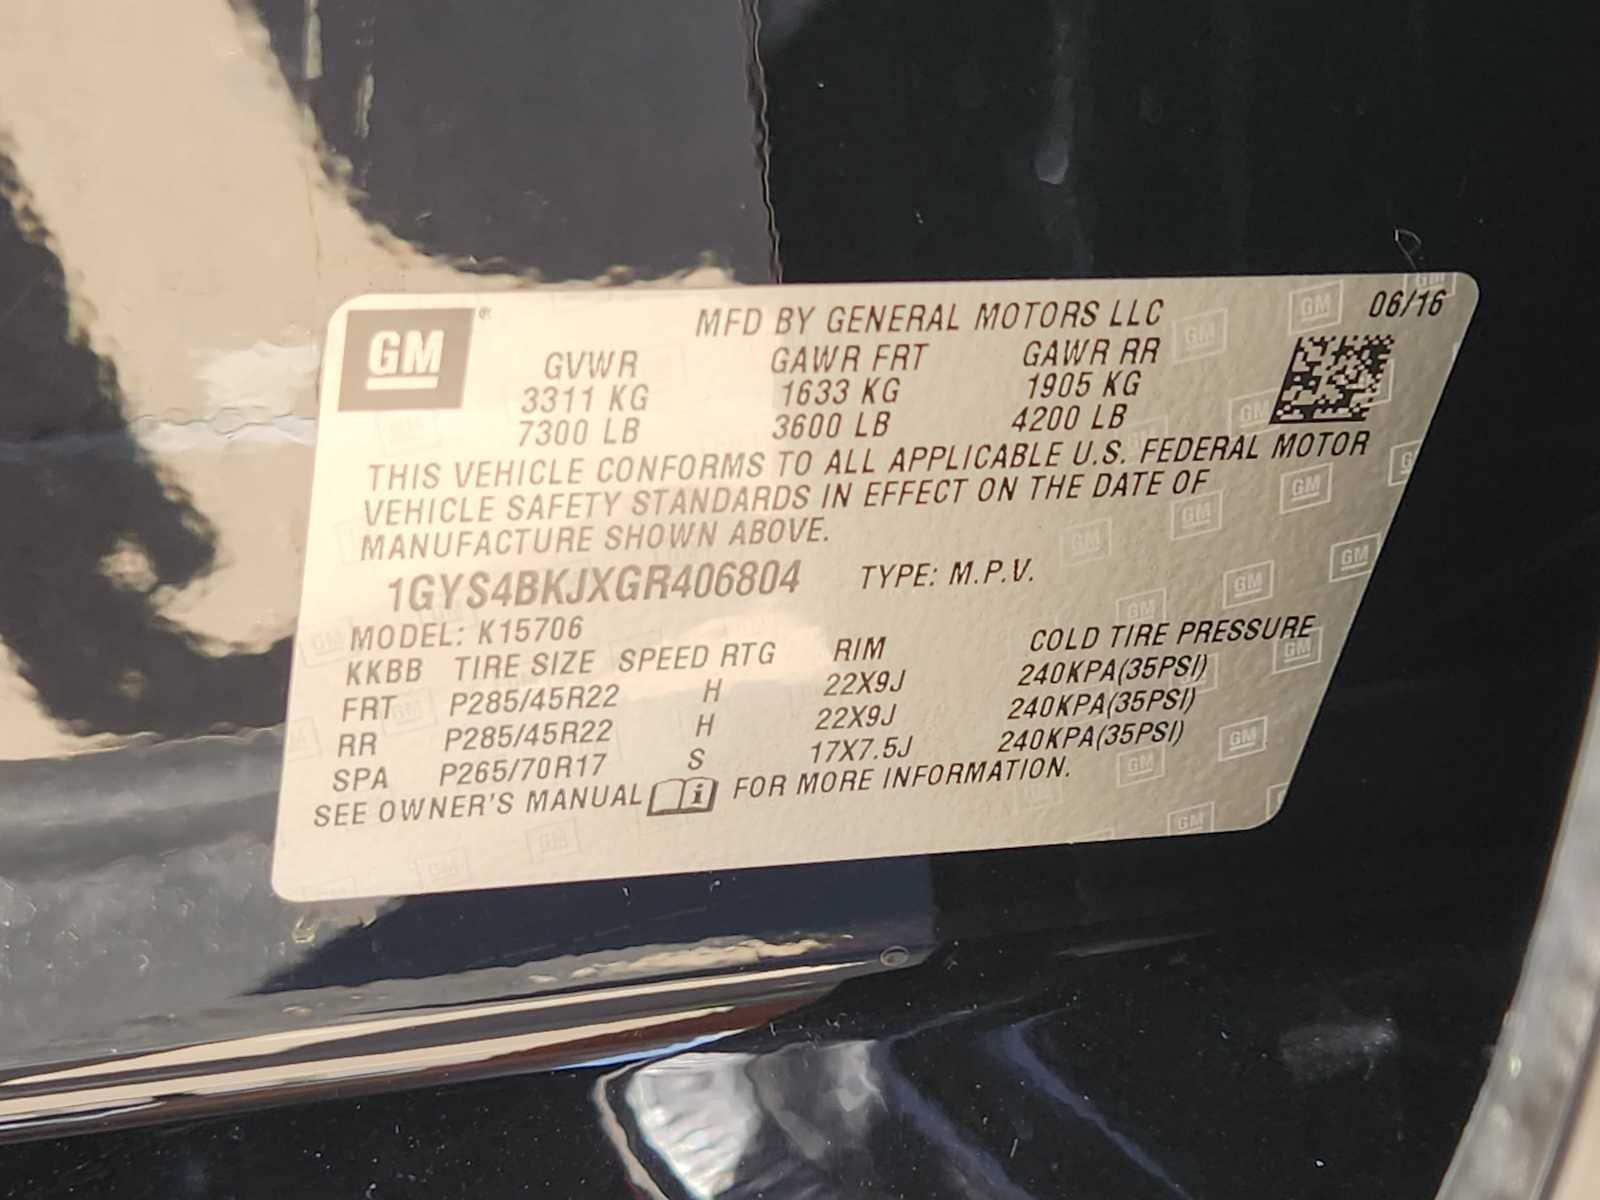 GM®
MFD BY GENERAL MOTORS LLC 06/16
GVWR GAWR FRT GAWR RR
3311 KG 1633 KG 1905 KG
7300 LB 3600 LB 4200 LB
THIS VEHICLE CONFORMS TO ALL APPLICABLE U.S. FEDERAL MOTOR
VEHICLE SAFETY STANDARDS IN EFFECT ON THE DATE OF
MANUFACTURE SHOWN ABOVE.
1GYS4BKJXGR406804 TYPE: M.P.V.
MODEL: K15706
KKBB TIRE SIZE SPEED RTG RIM COLD TIRE PRESSURE
FRT P285/45R22 H 22X9J 240KPA(35PSI)
RR P285/45R22 H 22X9J 240KPA(35PSI)
SPA P265/70R17 S 17X7.5J 240KPA(35PSI)
SEE OWNER'S MANUAL i FOR MORE INFORMATION.